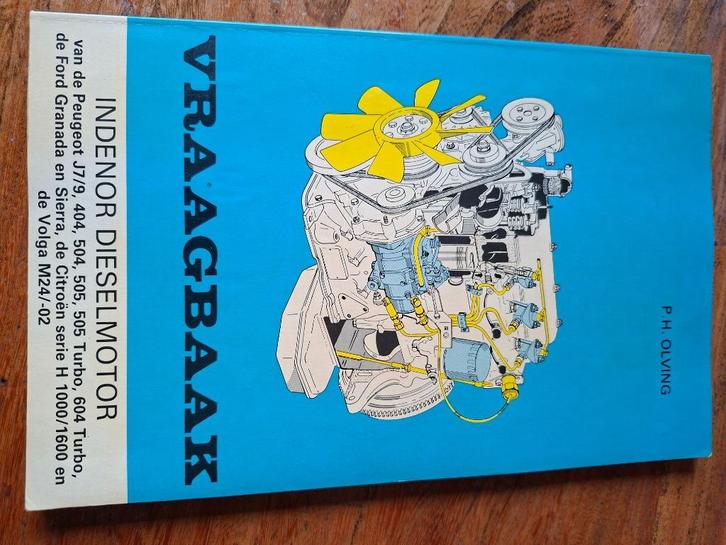 P.H. OLVING
VRAAGBAAK
INDENOR DIESELMOTOR
van de Peugeot J7/9, 404, 504, 505, 505 Turbo, 604 Turbo,
de Ford Granada en Sierra, de Citroën serie H 1000/1600 en
de Volga M24/-02